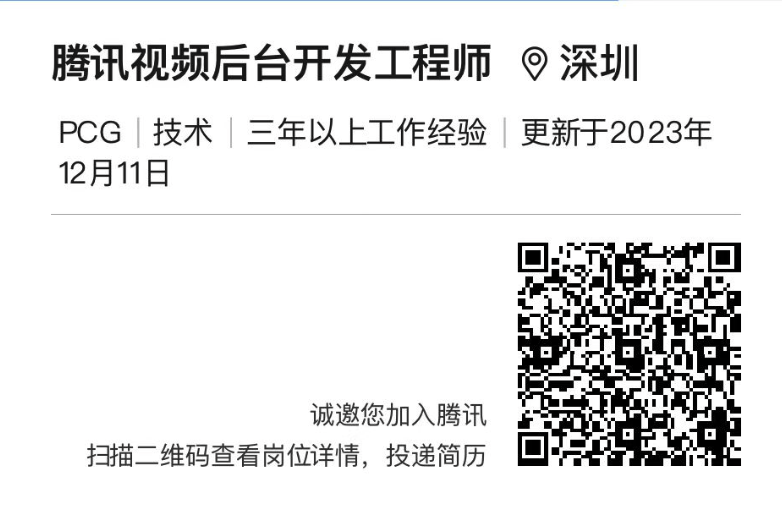 腾讯视频后台开发工程师 深圳
PCG | 技术 | 三年以上工作经验 | 更新于2023年
12月11日
诚邀您加入腾讯
扫描二维码查看岗位详情，投递简历